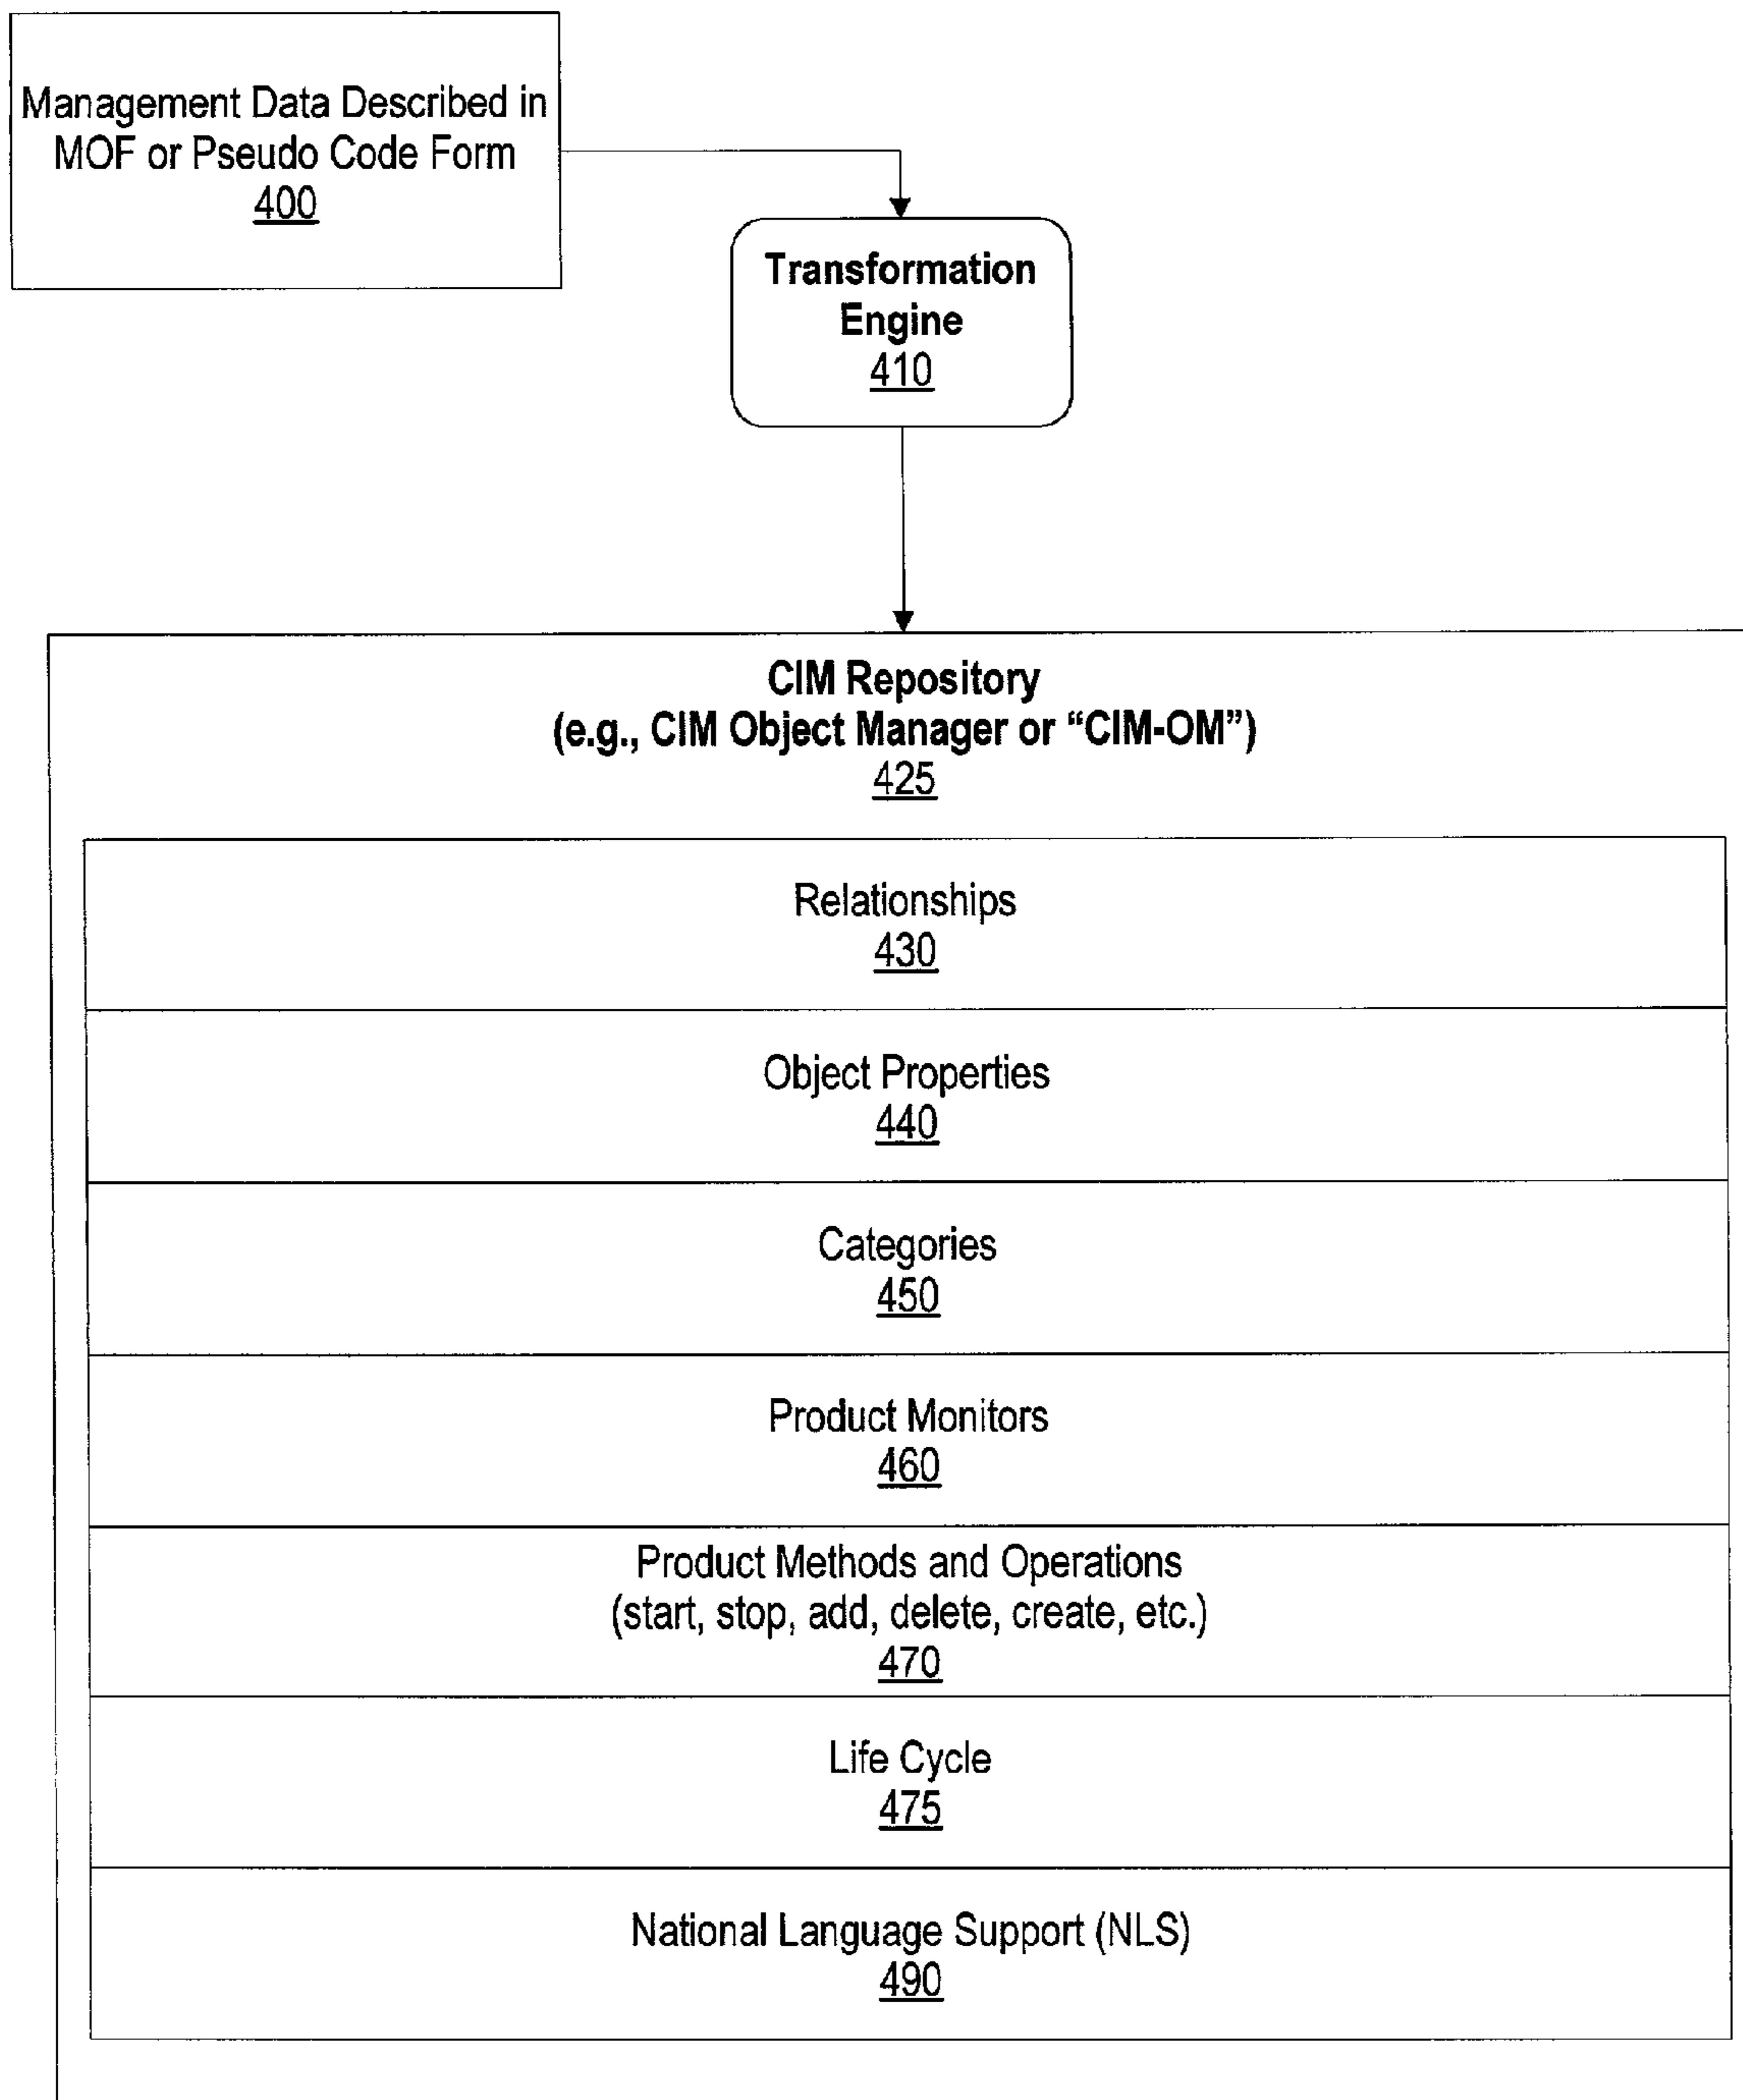 Management Data Described in
MOF or Pseudo Code Form
400
Transformation
Engine
410
CIM Repository
(e.g., CIM Object Manager or “CIM-OM”)
425
Relationships
430
Object Properties
440
Categories
450
Product Monitors
460
Product Methods and Operations
(start, stop, add, delete, create, etc.)
470
Life Cycle
475
National Language Support (NLS)
490